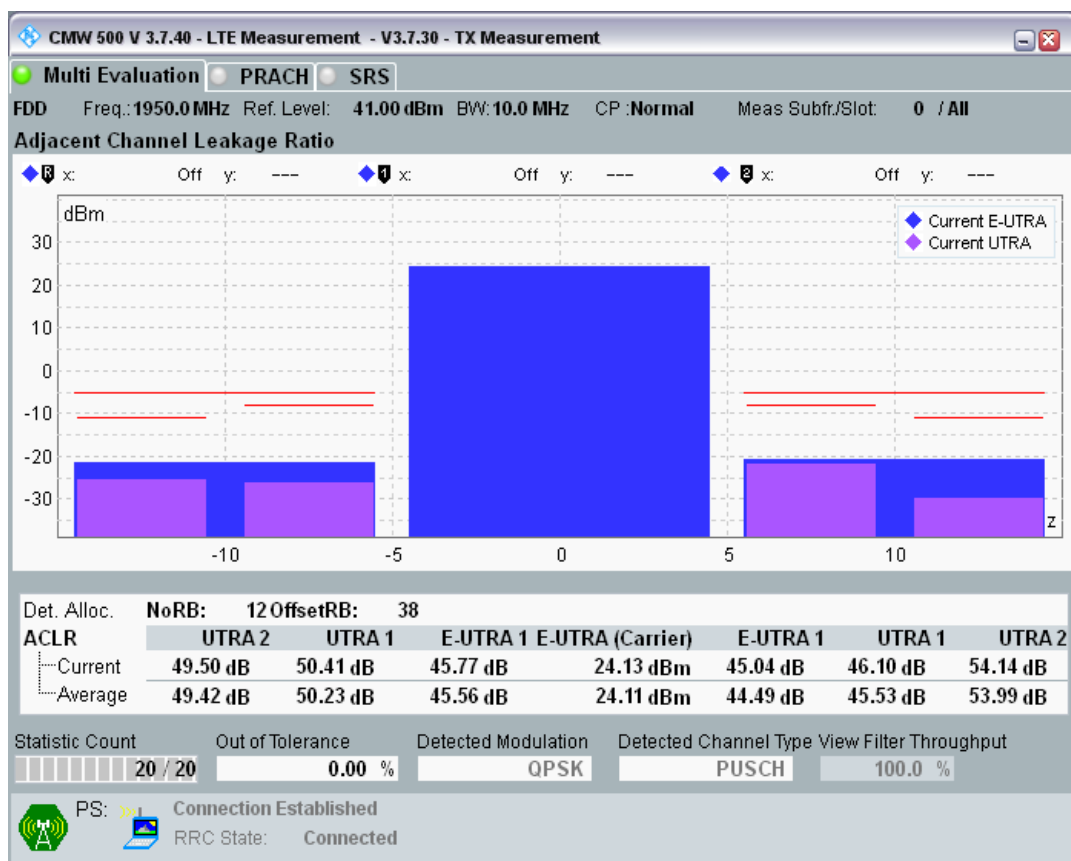 CMW 500 V 3.7.40 - LTE Measurement - V3.7.30 - TX Measurement
Multi Evaluation PRACH SRS
FDD Freq.: 1950.0 MHz Ref. Level: 41.00 dBm BW: 10.0 MHz CP :Normal Meas Subfr./Slot: 0 / All
Adjacent Channel Leakage Ratio
R x: Off y: --- 1 x: Off y: --- 2 x: Off y: ---
dBm
Current E-UTRA
Current UTRA
30
20
10
0
-10
-20
-30
z
-10 -5 0 5 10
Det. Alloc. NoRB: 12 OffsetRB: 38
ACLR UTRA 2 UTRA 1 E-UTRA 1 E-UTRA (Carrier) E-UTRA 1 UTRA 1 UTRA 2
Current 49.50 dB 50.41 dB 45.77 dB 24.13 dBm 45.04 dB 46.10 dB 54.14 dB
Average 49.42 dB 50.23 dB 45.56 dB 24.11 dBm 44.49 dB 45.53 dB 53.99 dB
Statistic Count Out of Tolerance Detected Modulation Detected Channel Type View Filter Throughput
20 / 20 0.00 % QPSK PUSCH 100.0 %
PS: Connection Established
RRC State: Connected